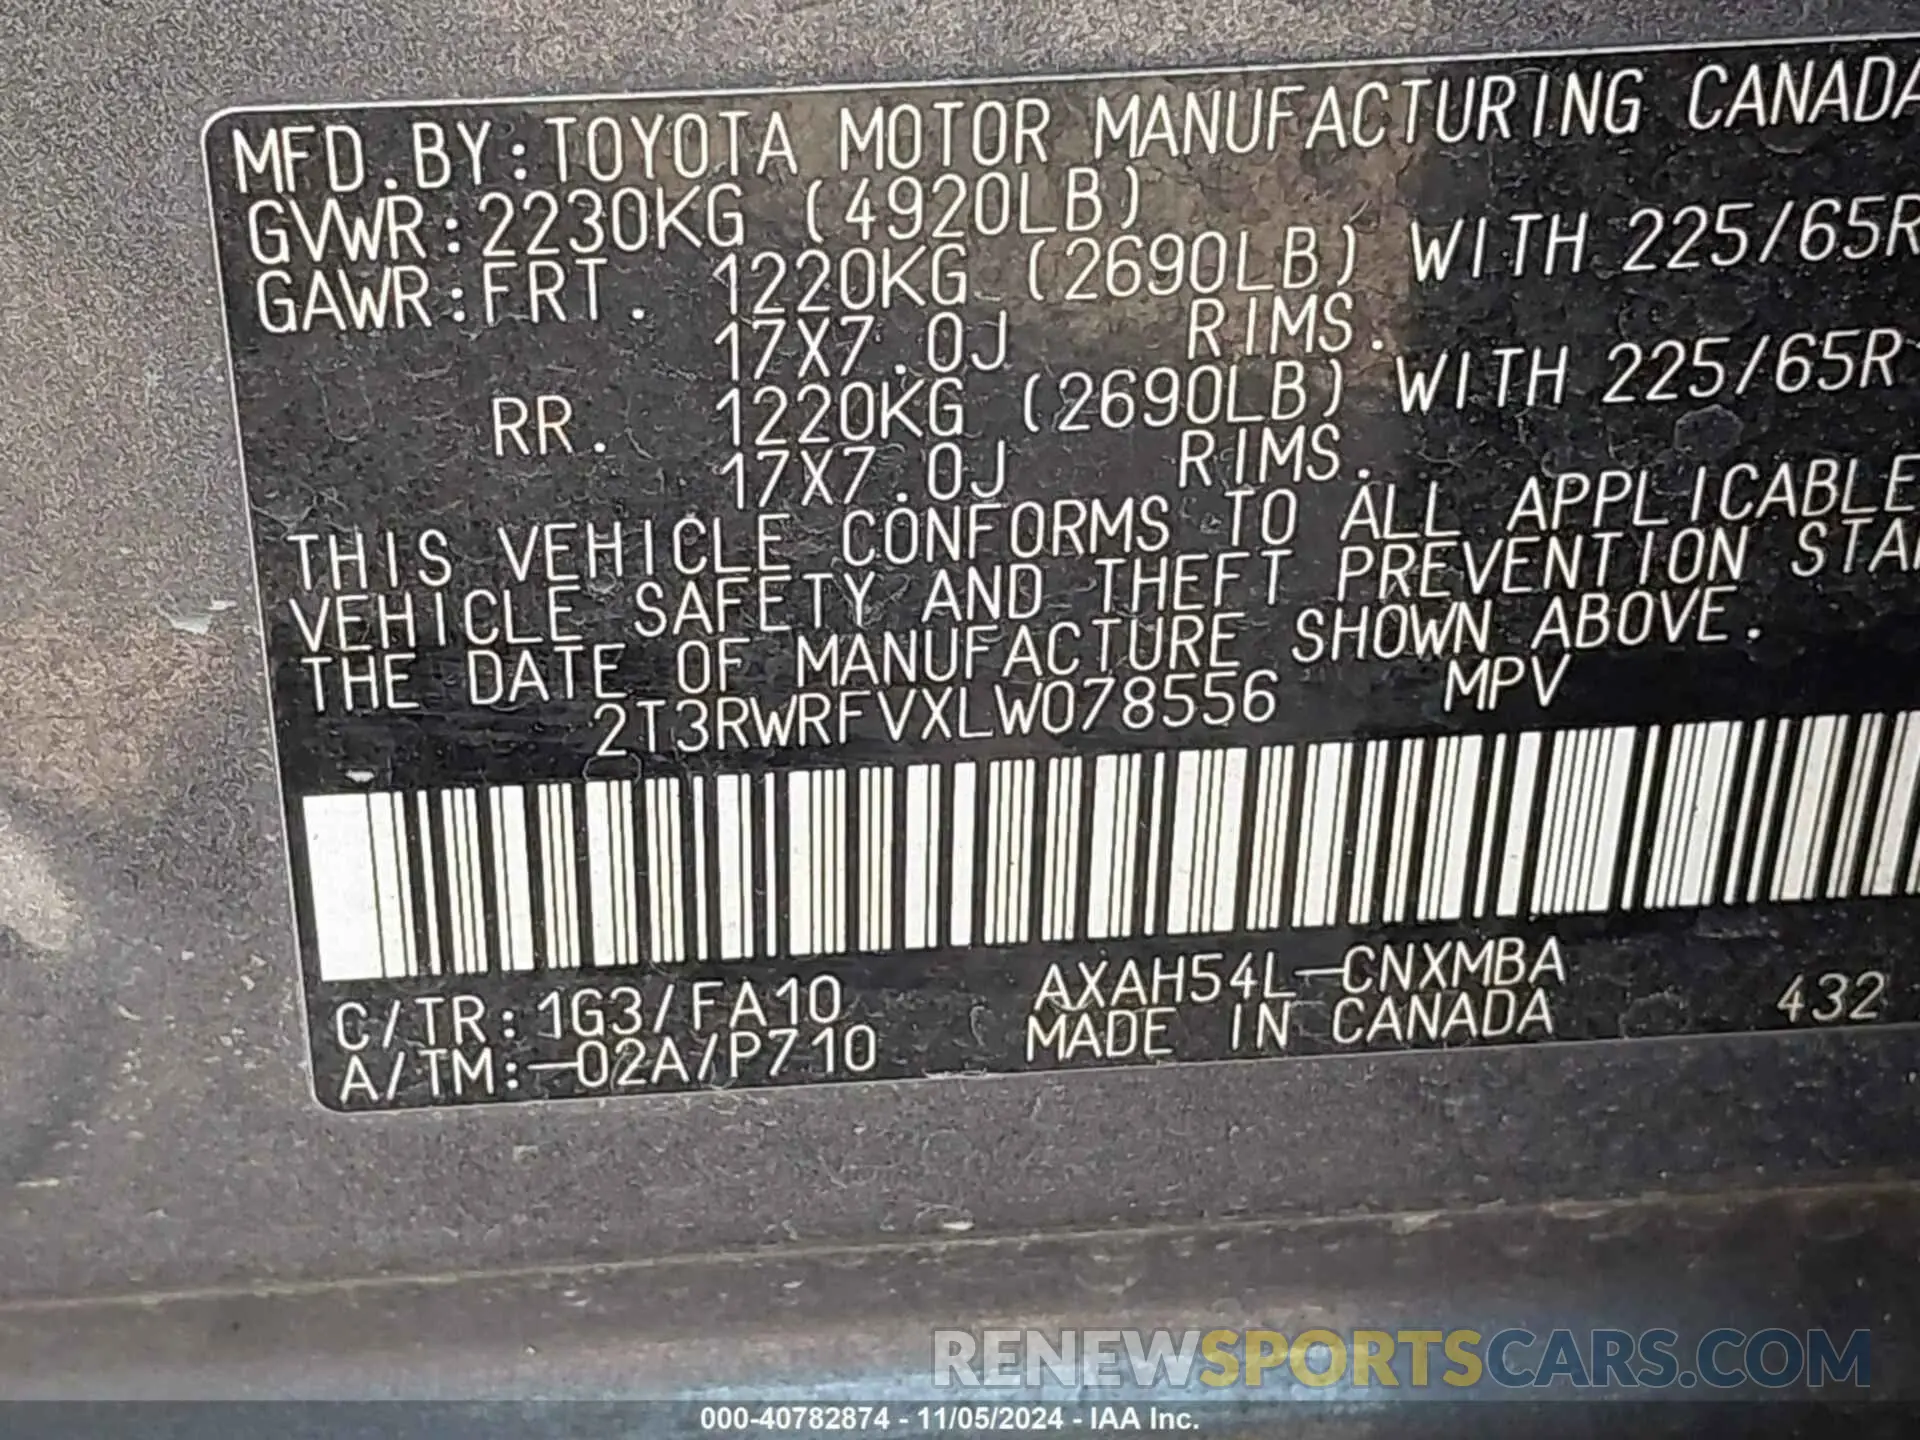 MFD.BY:TOYOTA MOTOR MANUFACTURING CANADA
GVWR:2230KG (4920LB)
GAWR:FRT. 1220KG (2690LB) WITH 225/65R
17X7.0J RIMS.
RR. 1220KG (2690LB) WITH 225/65R
17X7.0J RIMS.
THIS VEHICLE CONFORMS TO ALL APPLICABLE
VEHICLE SAFETY AND THEFT PREVENTION STA
THE DATE OF MANUFACTURE SHOWN ABOVE.
2T3RWRFVXLW078556 MPV
C/TR:1G3/FA10 AXAH54L-CNXMBA 432
A/TM:-02A/P710 MADE IN CANADA
RENEWSPORTSCARS.COM
000-40782874 - 11/05/2024 - IAA Inc.